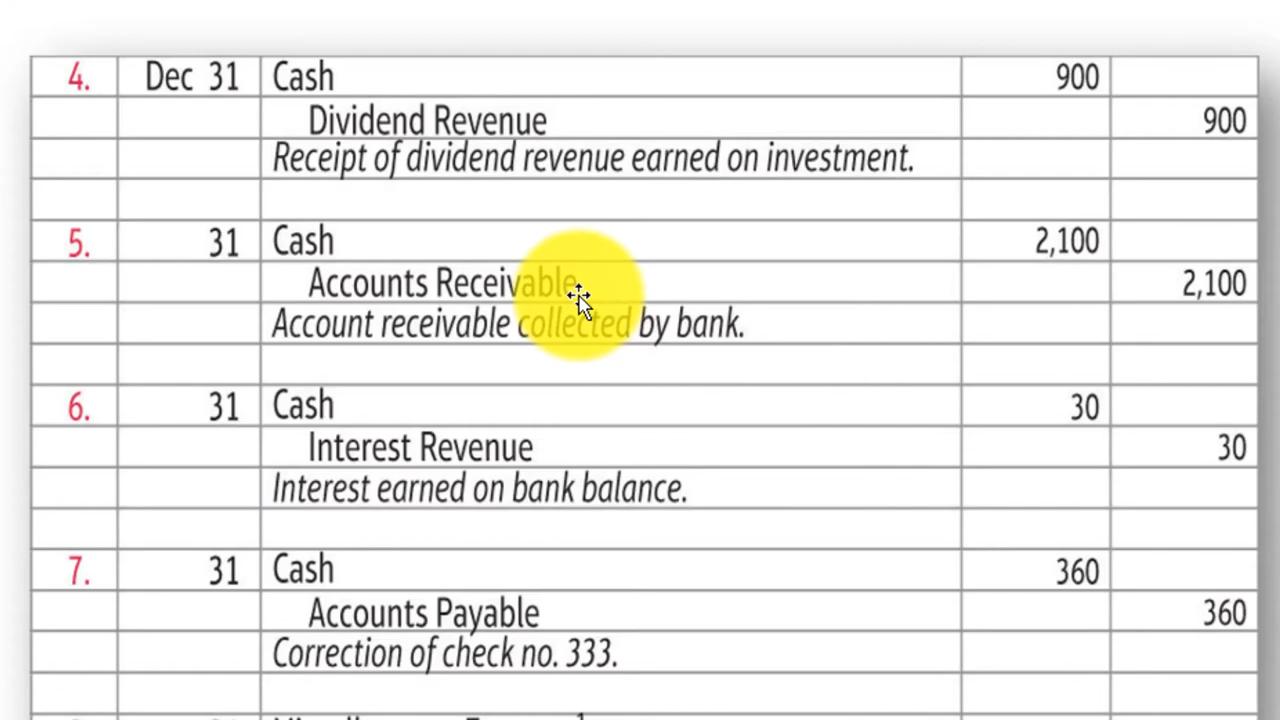 4. Dec 31 Cash 900
Dividend Revenue 900
Receipt of dividend revenue earned on investment.
5. 31 Cash 2,100
Accounts Receivable 2,100
Account receivable collected by bank.
6. 31 Cash 30
Interest Revenue 30
Interest earned on bank balance.
7. 31 Cash 360
Accounts Payable 360
Correction of check no. 333.